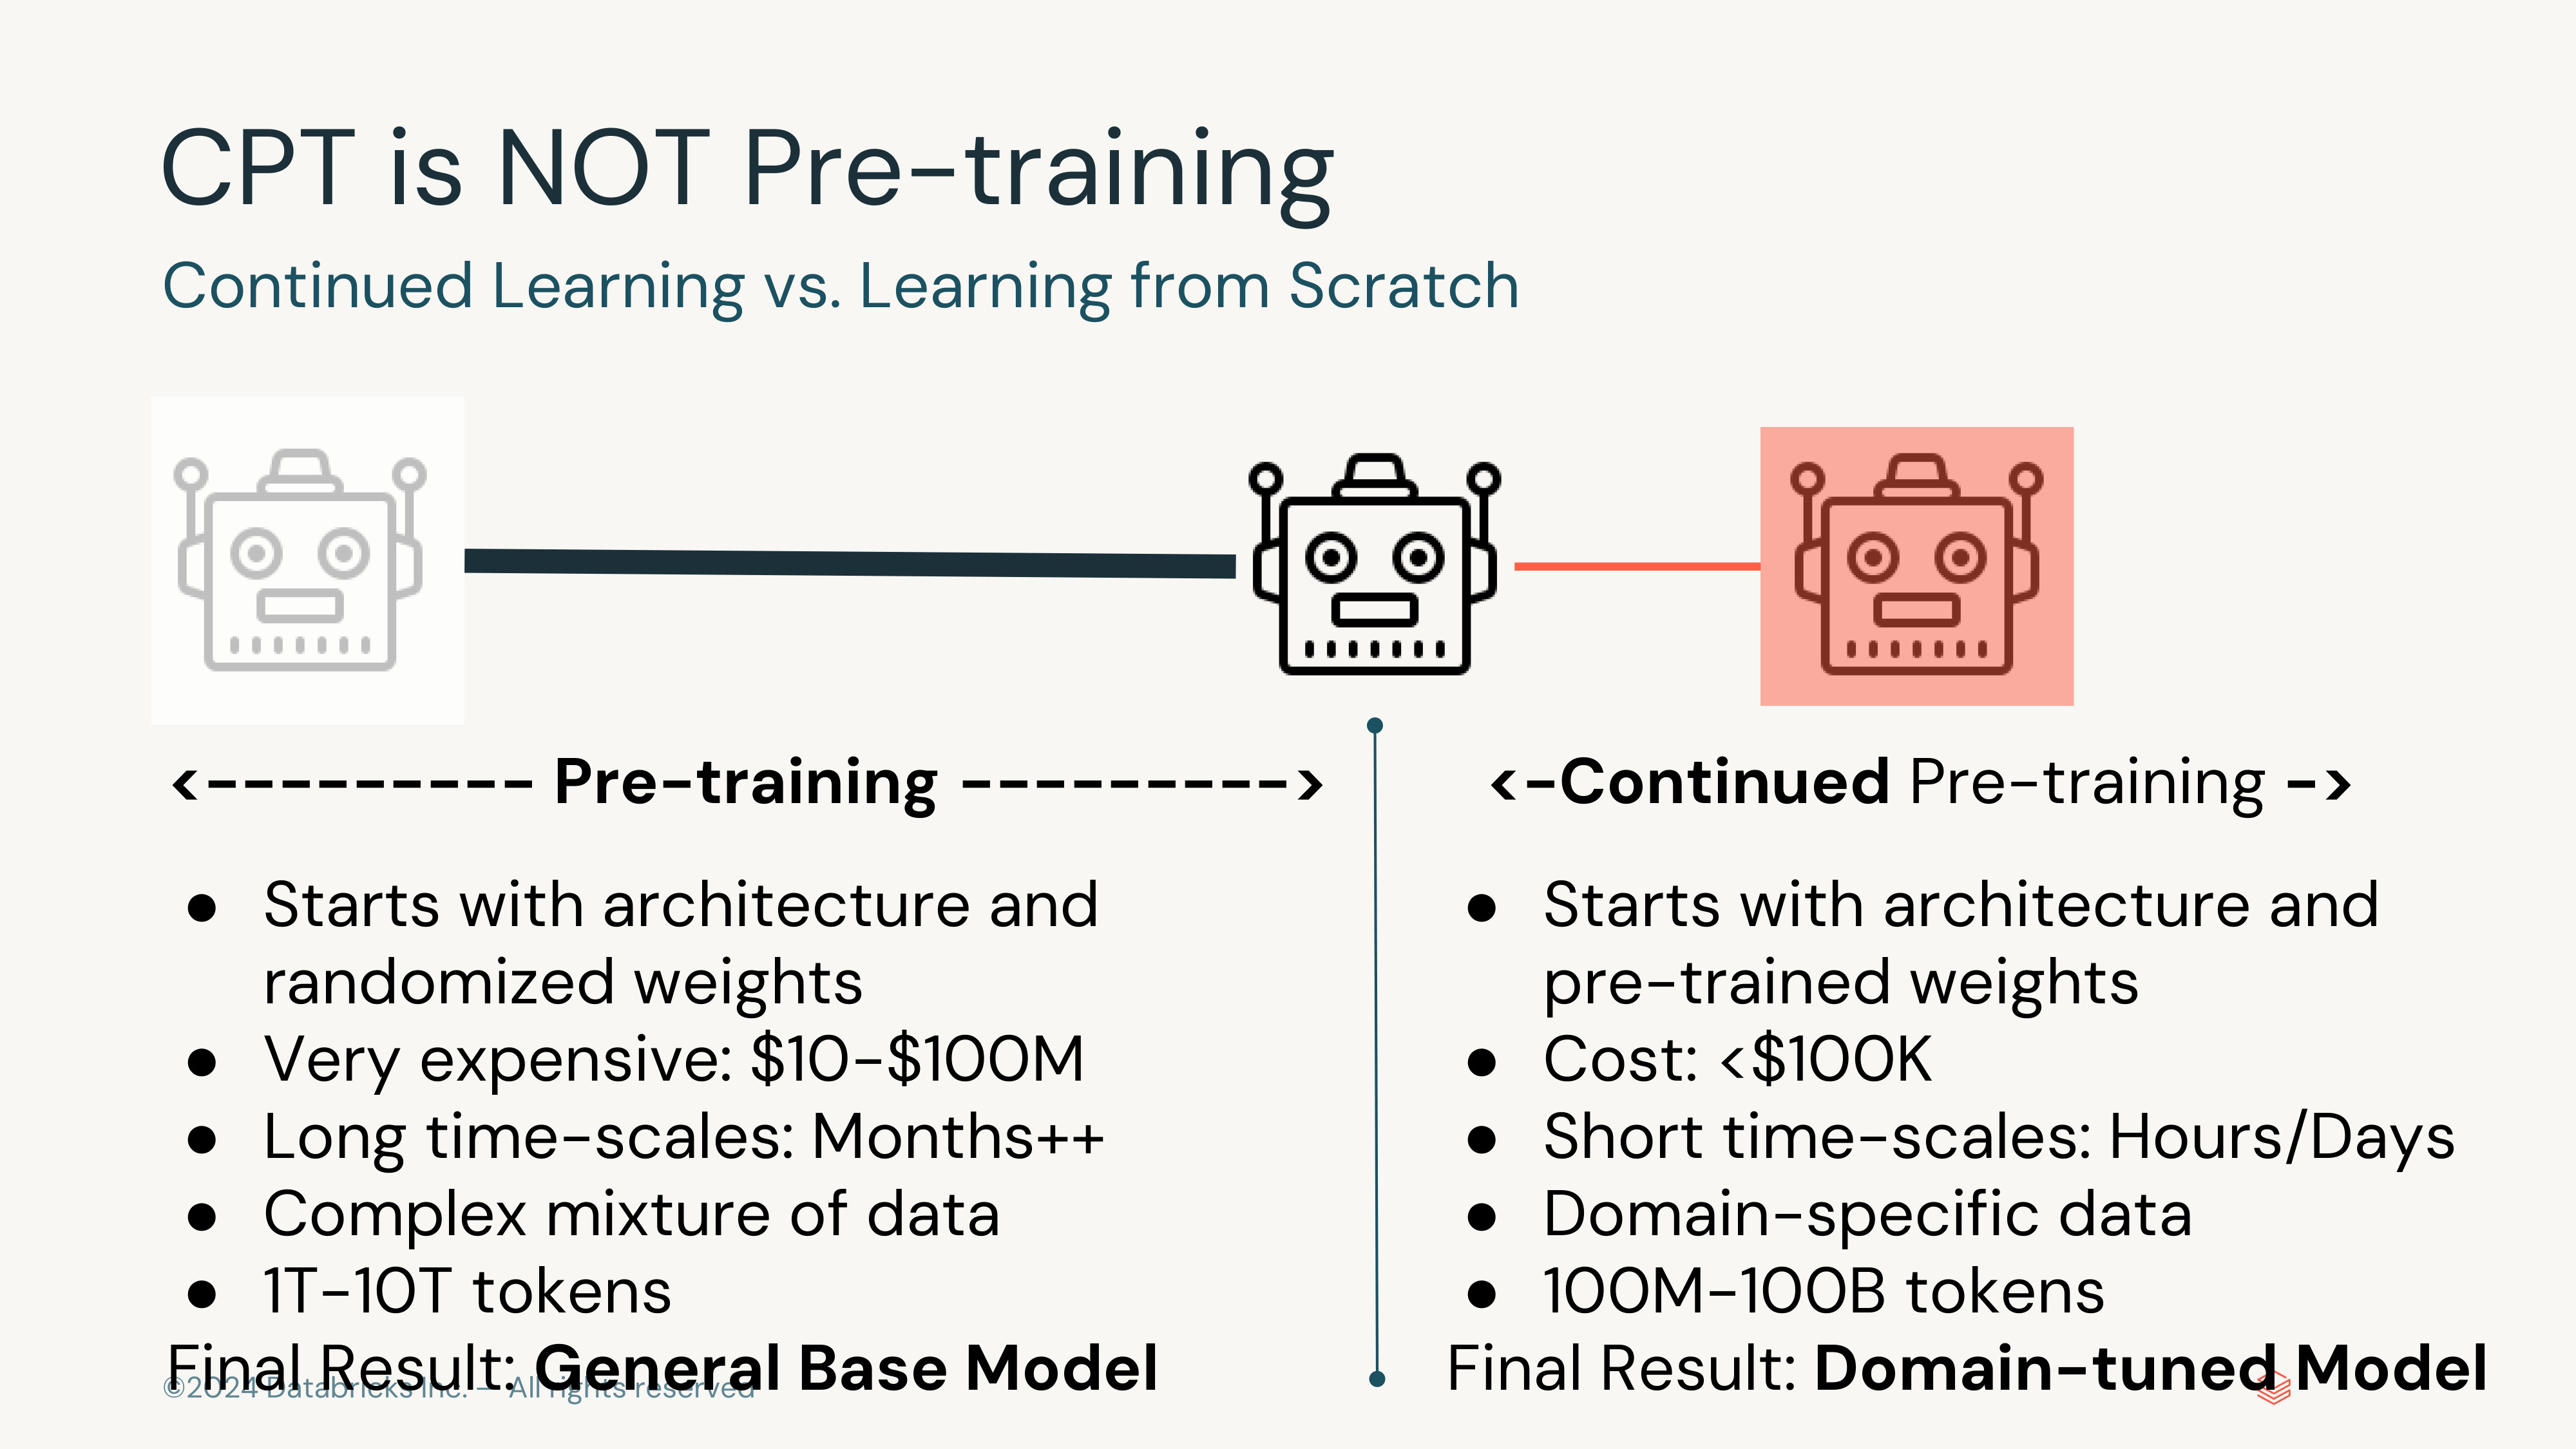 CPT is NOT Pre-training
Continued Learning vs. Learning from Scratch
<--------- Pre-training --------->
● Starts with architecture and
randomized weights
● Very expensive: $10-$100M
● Long time-scales: Months++
● Complex mixture of data
● 1T-10T tokens
Final Result: General Base Model
<-Continued Pre-training ->
● Starts with architecture and
pre-trained weights
● Cost: <$100K
● Short time-scales: Hours/Days
● Domain-specific data
● 100M-100B tokens
Final Result: Domain-tuned Model
©2024 Databricks Inc. — All rights reserved